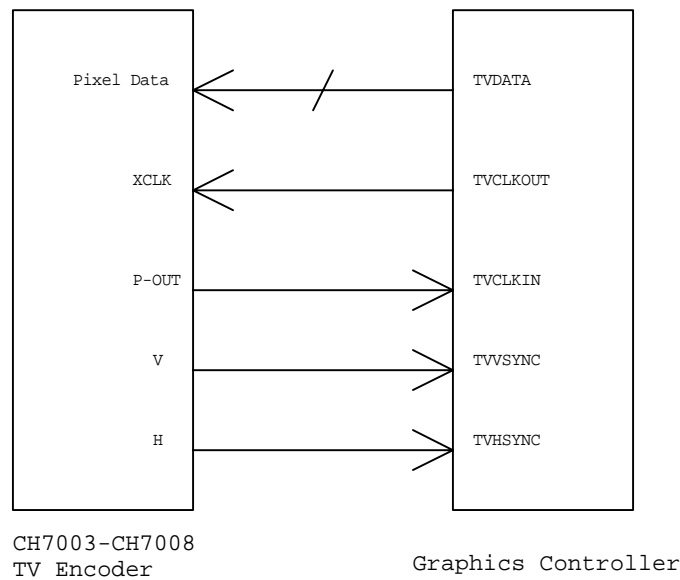 Pixel Data TVDATA
XCLK TVCLKOUT
P-OUT TVCLKIN
V TVVSYNC
H TVHSYNC
CH7003-CH7008
TV Encoder
Graphics Controller